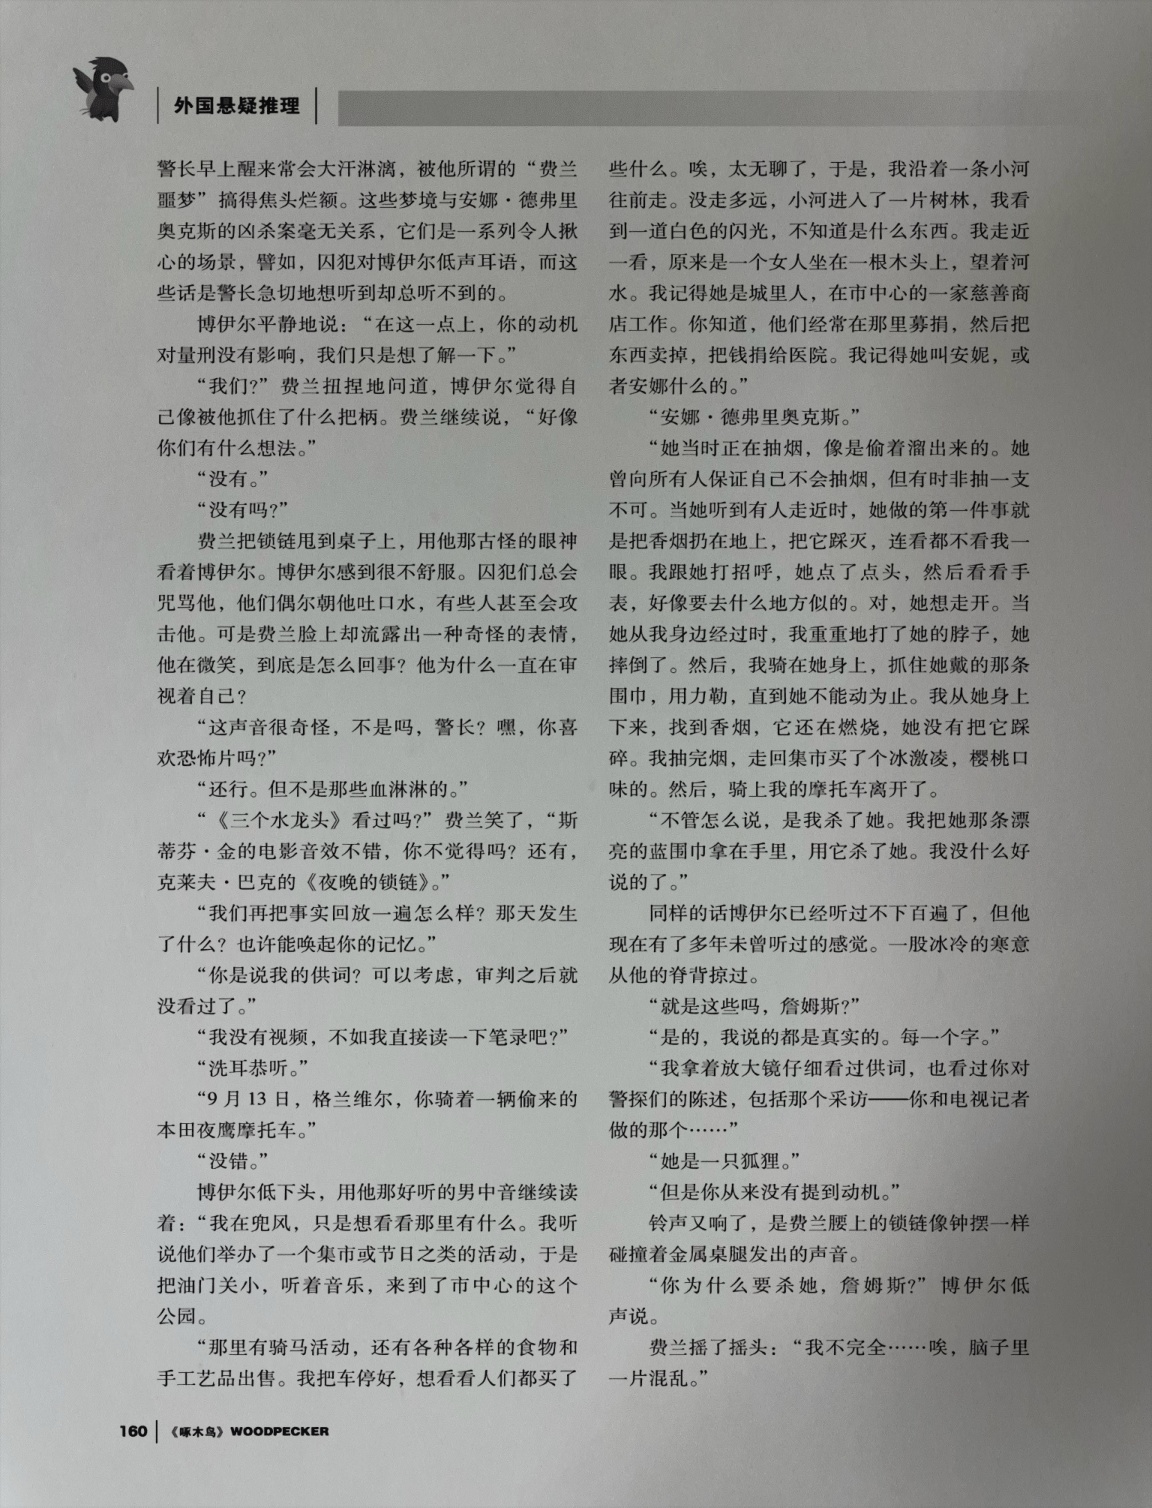 外国悬疑推理
警长早上醒来常会大汗淋漓，被他所谓的“费兰
噩梦”搞得焦头烂额。这些梦境与安娜·德弗里
奥克斯的凶杀案毫无关系，它们是一系列令人揪
心的场景，譬如，囚犯对博伊尔低声耳语，而这
些话是警长急切地想听到却总听不到的。
博伊尔平静地说：“在这一点上，你的动机
对量刑没有影响，我们只是想了解一下。”
“我们?”费兰扭捏地问道，博伊尔觉得自
己像被他抓住了什么把柄。费兰继续说，“好像
你们有什么想法。”
“没有。”
“没有吗?”
费兰把锁链甩到桌子上，用他那古怪的眼神
看着博伊尔。博伊尔感到很不舒服。囚犯们总会
咒骂他，他们偶尔朝他吐口水，有些人甚至会攻
击他。可是费兰脸上却流露出一种奇怪的表情，
他在微笑，到底是怎么回事？他为什么一直在审
视着自己？
“这声音很奇怪，不是吗，警长？嘿，你喜
欢恐怖片吗?”
“还行。但不是那些血淋淋的。”
“《三个水龙头》看过吗?”费兰笑了，“斯
蒂芬·金的电影音效不错，你不觉得吗？还有，
克莱夫·巴克的《夜晚的锁链》。”
“我们再把事实回放一遍怎么样？那天发生
了什么？也许能唤起你的记忆。”
“你是说我的供词？可以考虑，审判之后就
没看过了。”
“我没有视频，不如我直接读一下笔录吧?”
“洗耳恭听。”
“9月13日，格兰维尔，你骑着一辆偷来的
本田夜鹰摩托车。”
“没错。”
博伊尔低下头，用他那好听的男中音继续读
着：“我在兜风，只是想看看那里有什么。我听
说他们举办了一个集市或节日之类的活动，于是
把油门关小，听着音乐，来到了市中心的这个
公园。
“那里有骑马活动，还有各种各样的食物和
手工艺品出售。我把车停好，想看看人们都买了
些什么。唉，太无聊了，于是，我沿着一条小河
往前走。没走多远，小河进入了一片树林，我看
到一道白色的闪光，不知道是什么东西。我走近
一看，原来是一个女人坐在一根木头上，望着河
水。我记得她是城里人，在市中心的一家慈善商
店工作。你知道，他们经常在那里募捐，然后把
东西卖掉，把钱捐给医院。我记得她叫安妮，或
者安娜什么的。”
“安娜·德弗里奥克斯。”
“她当时正在抽烟，像是偷着溜出来的。她
曾向所有人保证自己不会抽烟，但有时非抽一支
不可。当她听到有人走近时，她做的第一件事就
是把香烟扔在地上，把它踩灭，连看都不看我一
眼。我跟她打招呼，她点了点头，然后看看手
表，好像要去什么地方似的。对，她想走开。当
她从我身边经过时，我重重地打了她的脖子，她
摔倒了。然后，我骑在她身上，抓住她戴的那条
围巾，用力勒，直到她不能动为止。我从她身上
下来，找到香烟，它还在燃烧，她没有把它踩
碎。我抽完烟，走回集市买了个冰激凌，樱桃口
味的。然后，骑上我的摩托车离开了。
“不管怎么说，是我杀了她。我把她那条漂
亮的蓝围巾拿在手里，用它杀了她。我没什么好
说的了。”
同样的话博伊尔已经听过不下百遍了，但他
现在有了多年未曾听过的感觉。一股冰冷的寒意
从他的脊背掠过。
“就是这些吗，詹姆斯?”
“是的，我说的都是真实的。每一个字。”
“我拿着放大镜仔细看过供词，也看过你对
警探们的陈述，包括那个采访——你和电视记者
做的那个……”
“她是一只狐狸。”
“但是你从来没有提到动机。”
铃声又响了，是费兰腰上的锁链像钟摆一样
碰撞着金属桌腿发出的声音。
“你为什么要杀她，詹姆斯?”博伊尔低
声说。
费兰摇了摇头：“我不完全……唉，脑子里
一片混乱。”
160 《啄木鸟》WOODPECKER